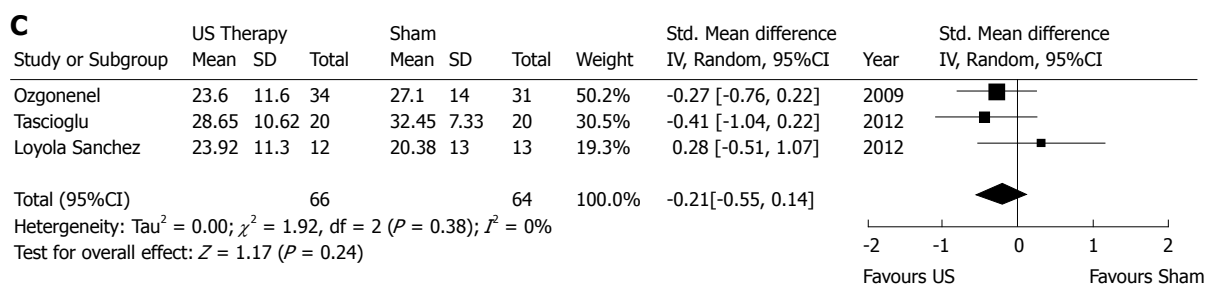 C
US Therapy Sham Std. Mean difference Std. Mean difference
Study or Subgroup Mean SD Total Mean SD Total Weight IV, Random, 95%CI Year IV, Random, 95%CI
Ozgonenel 23.6 11.6 34 27.1 14 31 50.2% -0.27 [-0.76, 0.22] 2009
Tascioglu 28.65 10.62 20 32.45 7.33 20 30.5% -0.41 [-1.04, 0.22] 2012
Loyola Sanchez 23.92 11.3 12 20.38 13 13 19.3% 0.28 [-0.51, 1.07] 2012
Total (95%CI) 66 64 100.0% -0.21[-0.55, 0.14]
Hetergeneity: Tau² = 0.00; χ² = 1.92, df = 2 (P = 0.38); I² = 0%
Test for overall effect: Z = 1.17 (P = 0.24)
-2 -1 0 1 2
Favours US Favours Sham